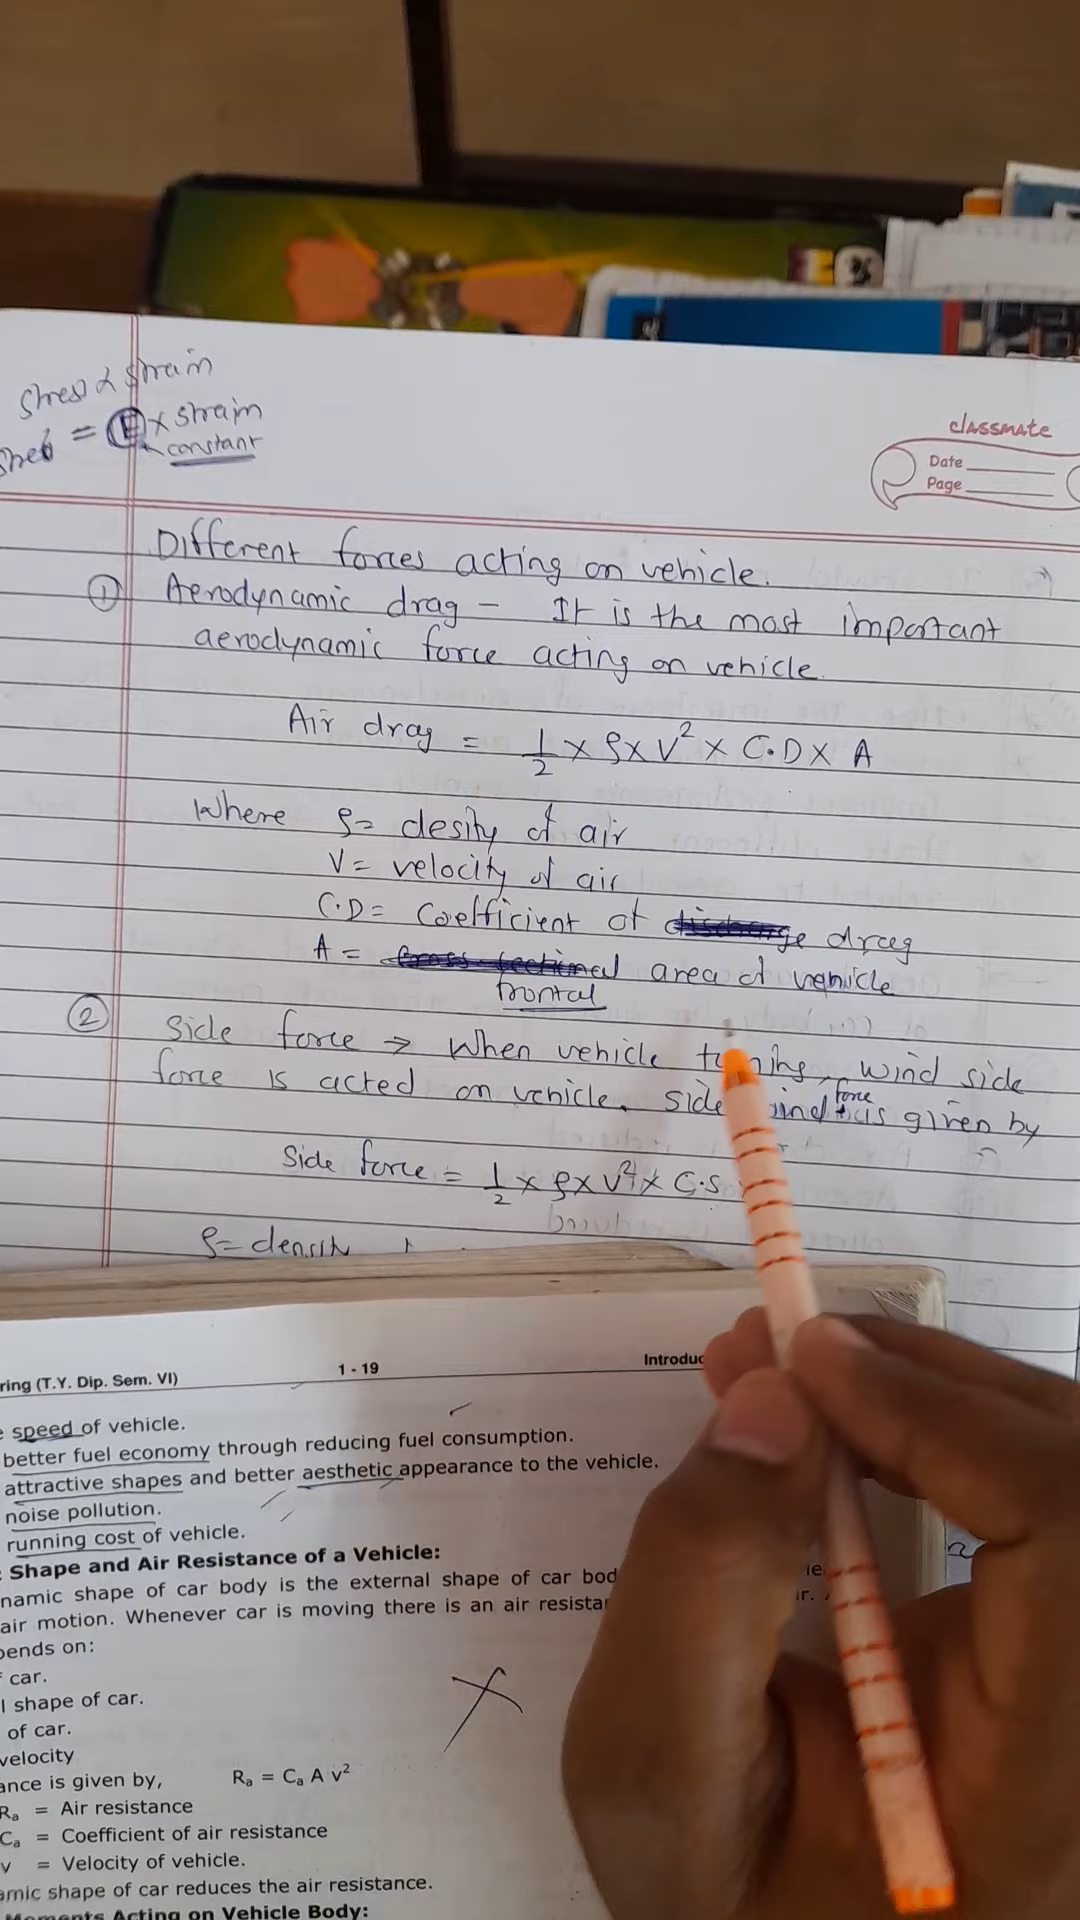 Stress α strain
= E x strain
constant
classmate
Date
Page
Different forces acting on vehicle.
① Aerodynamic drag - It is the most important
aerodynamic force acting on vehicle.
Air drag = 1/2 x ρ x V² x C.D x A
Where ρ = desity of air
V = velocity of air
C.D = Coefficient of drag
A = area of vehicle
frontal
② Side force → When vehicle wind side
force is acted on vehicle. side force is given by
Side force = 1/2 x ρ x V² x C.S
ρ = density
ring (T.Y. Dip. Sem. VI) 1 - 19 Introduc
speed of vehicle.
better fuel economy through reducing fuel consumption.
attractive shapes and better aesthetic appearance to the vehicle.
noise pollution.
running cost of vehicle.
Shape and Air Resistance of a Vehicle:
namic shape of car body is the external shape of car bod
air motion. Whenever car is moving there is an air resista
pends on:
car.
l shape of car.
of car.
velocity
ance is given by, Rₐ = Cₐ A v²
Rₐ = Air resistance
Cₐ = Coefficient of air resistance
v = Velocity of vehicle.
amic shape of car reduces the air resistance.
Moments Acting on Vehicle Body: